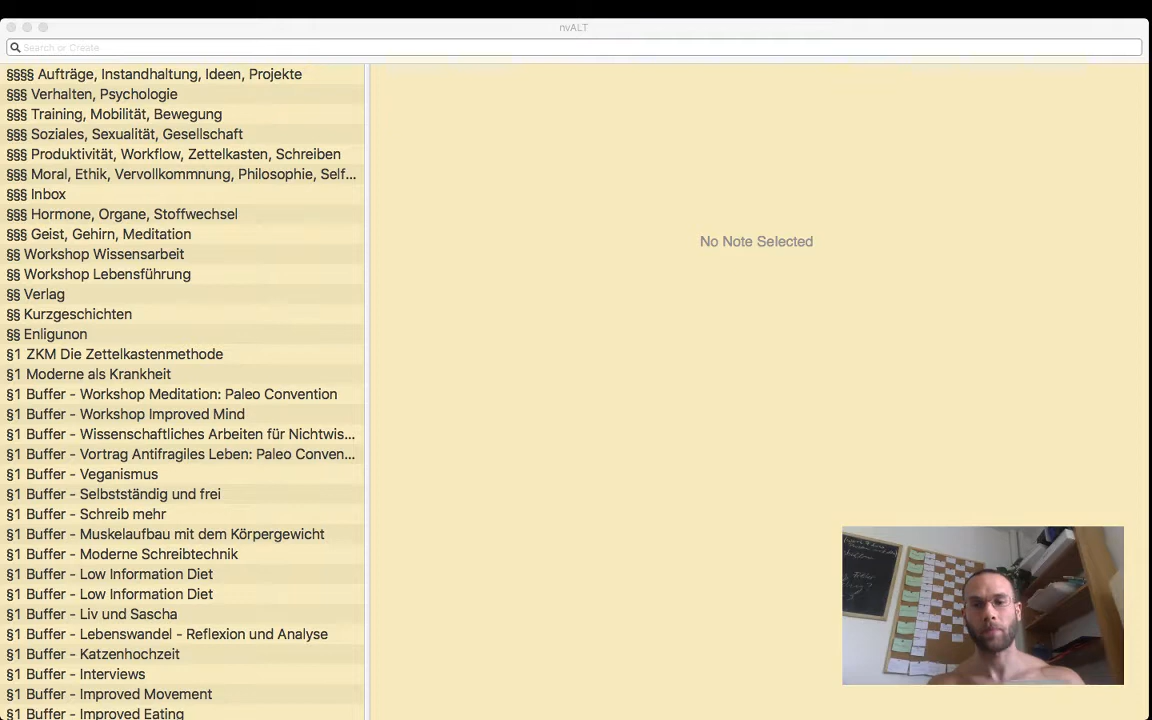 nvALT
Search or Create
§§§§ Aufträge, Instandhaltung, Ideen, Projekte
§§§ Verhalten, Psychologie
§§§ Training, Mobilität, Bewegung
§§§ Soziales, Sexualität, Gesellschaft
§§§ Produktivität, Workflow, Zettelkasten, Schreiben
§§§ Moral, Ethik, Vervollkommnung, Philosophie, Self...
§§§ Inbox
§§§ Hormone, Organe, Stoffwechsel
§§§ Geist, Gehirn, Meditation
§§ Workshop Wissensarbeit
§§ Workshop Lebensführung
§§ Verlag
§§ Kurzgeschichten
§§ Enligunon
§1 ZKM Die Zettelkastenmethode
§1 Moderne als Krankheit
§1 Buffer - Workshop Meditation: Paleo Convention
§1 Buffer - Workshop Improved Mind
§1 Buffer - Wissenschaftliches Arbeiten für Nichtwis...
§1 Buffer - Vortrag Antifragiles Leben: Paleo Conven...
§1 Buffer - Veganismus
§1 Buffer - Selbstständig und frei
§1 Buffer - Schreib mehr
§1 Buffer - Muskelaufbau mit dem Körpergewicht
§1 Buffer - Moderne Schreibtechnik
§1 Buffer - Low Information Diet
§1 Buffer - Low Information Diet
§1 Buffer - Liv und Sascha
§1 Buffer - Lebenswandel - Reflexion und Analyse
§1 Buffer - Katzenhochzeit
§1 Buffer - Interviews
§1 Buffer - Improved Movement
§1 Buffer - Improved Eating
No Note Selected